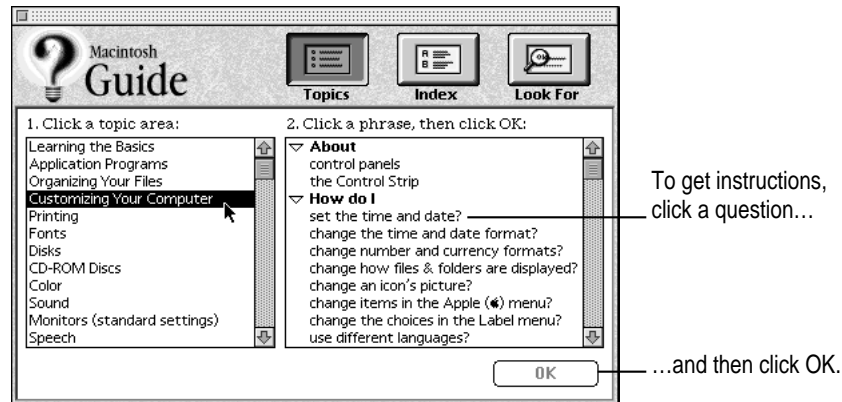 Macintosh
Guide
Topics
Index
Look For
1. Click a topic area:
Learning the Basics
Application Programs
Organizing Your Files
Customizing Your Computer
Printing
Fonts
Disks
CD-ROM Discs
Color
Sound
Monitors (standard settings)
Speech
2. Click a phrase, then click OK:
About
control panels
the Control Strip
How do I
set the time and date?
change the time and date format?
change number and currency formats?
change how files & folders are displayed?
change an icon's picture?
change items in the Apple () menu?
change the choices in the Label menu?
use different languages?
OK
To get instructions,
click a question…
…and then click OK.